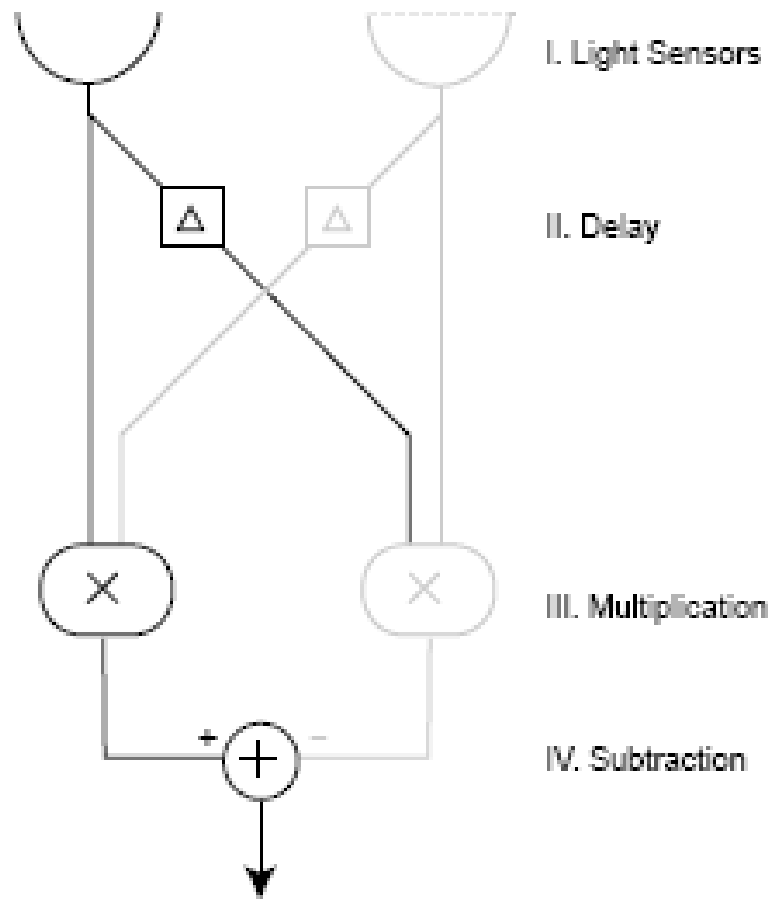 I. Light Sensors
Δ Δ
II. Delay
× ×
III. Multiplication
+ −
+
IV. Subtraction